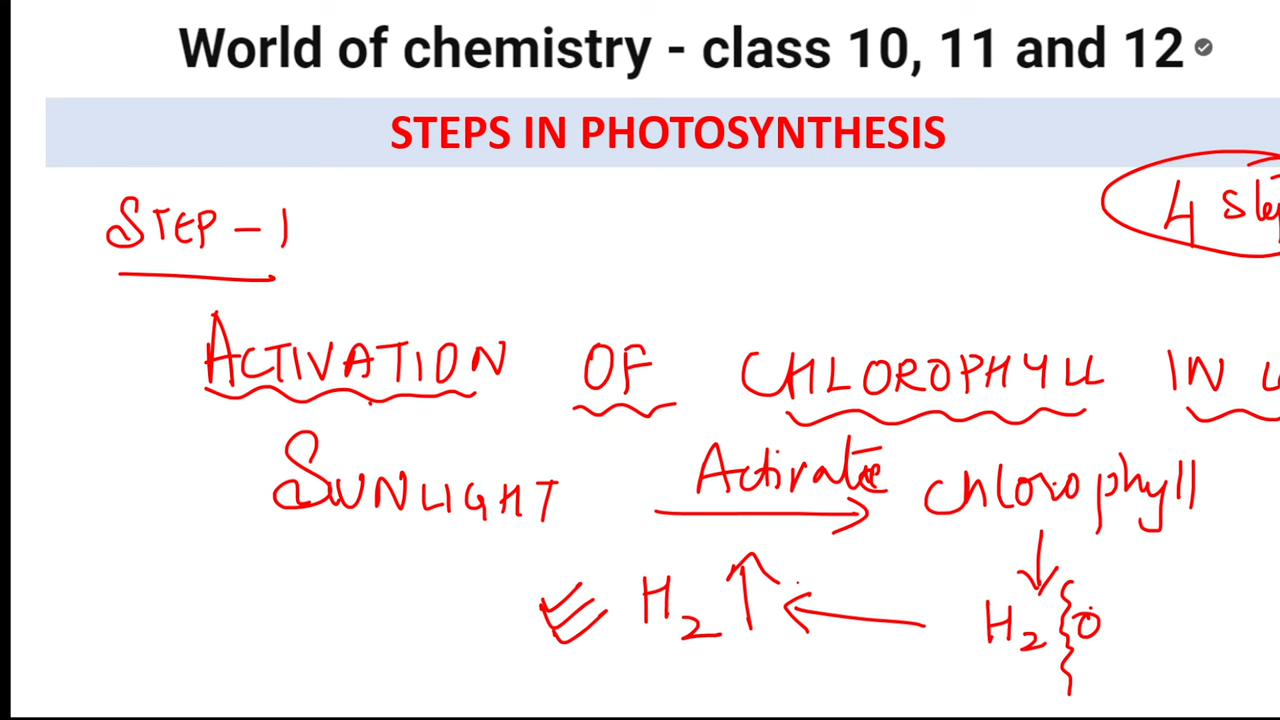 World of chemistry - class 10, 11 and 12
STEPS IN PHOTOSYNTHESIS
STEP - 1
4
ACTIVATION OF CHLOROPHYLL IN
SUNLIGHT Activate chlorophyll
H2 ↑ ← H2O